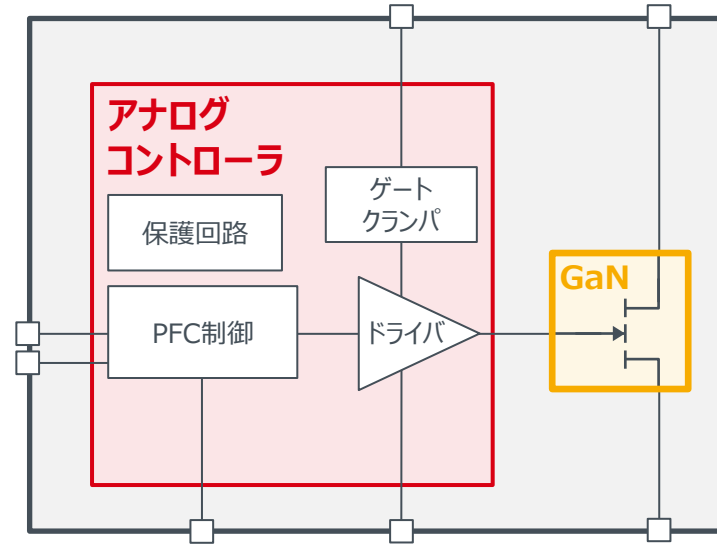 アナログ
コントローラ
ゲート
クランパ
保護回路
GaN
PFC制御
ドライバ